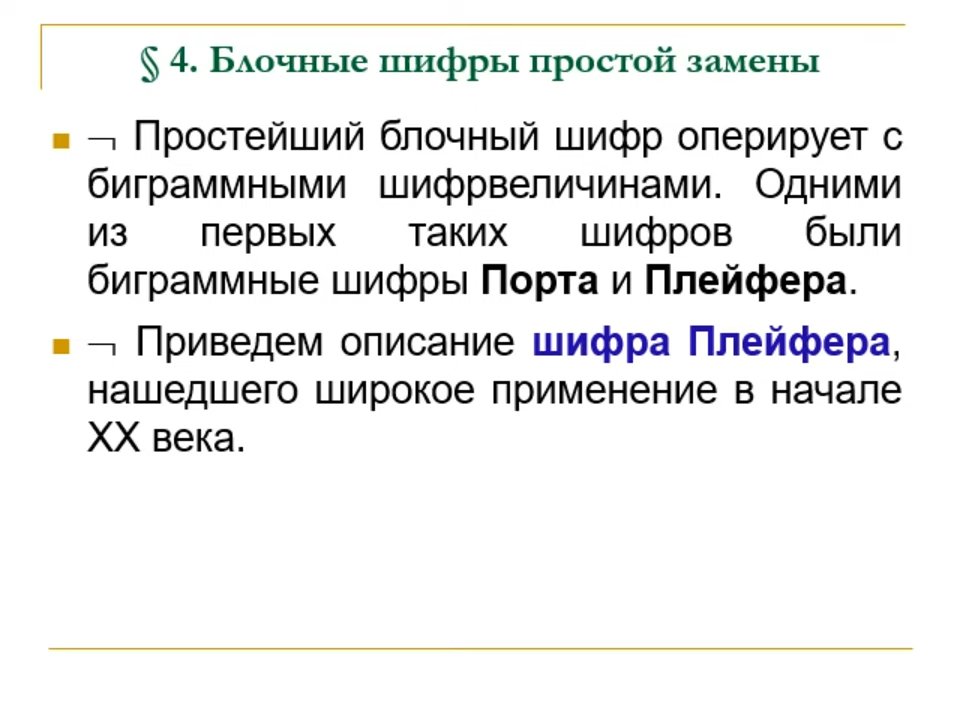 § 4. Блочные шифры простой замены
¬ Простейший блочный шифр оперирует с
биграммными шифрвеличинами. Одними
из первых таких шифров были
биграммные шифры Порта и Плейфера.
¬ Приведем описание шифра Плейфера,
нашедшего широкое применение в начале
XX века.